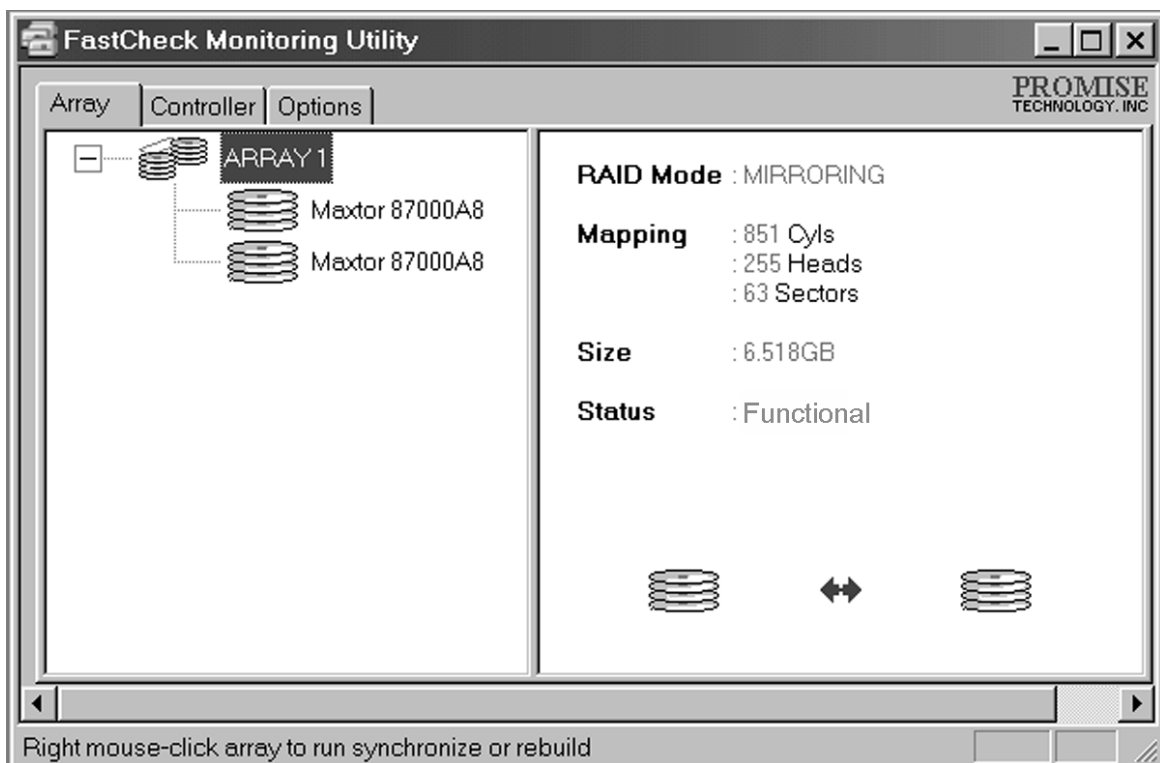 FastCheck Monitoring Utility
PROMISE
TECHNOLOGY, INC
Array
Controller
Options
ARRAY 1
Maxtor 87000A8
Maxtor 87000A8
RAID Mode : MIRRORING
Mapping : 851 Cyls
: 255 Heads
: 63 Sectors
Size : 6.518GB
Status : Functional
Right mouse-click array to run synchronize or rebuild